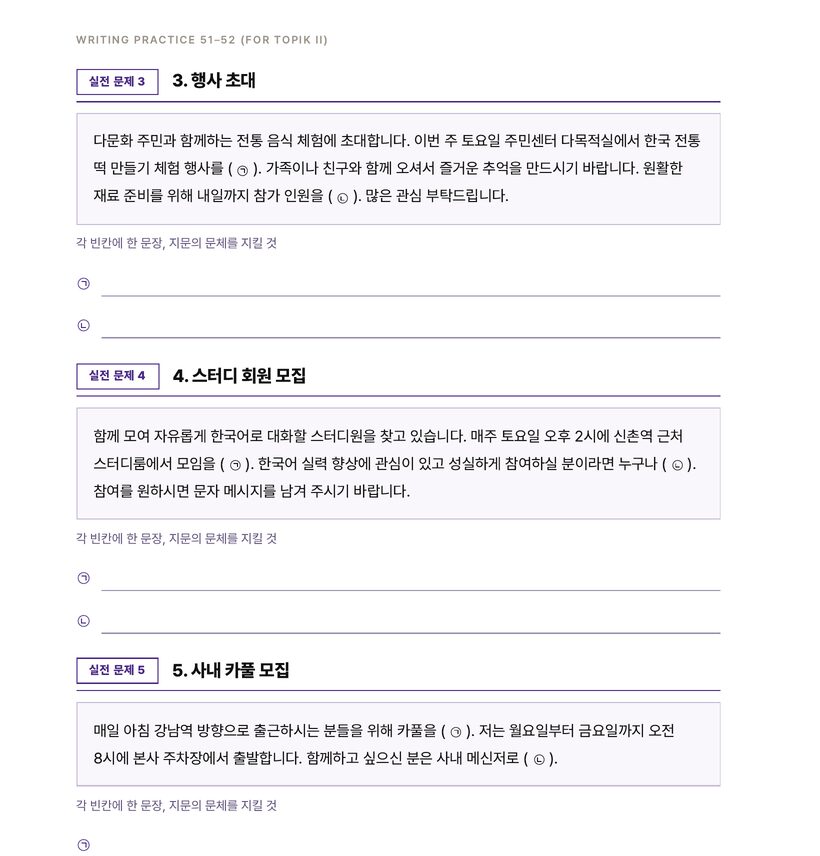 WRITING PRACTICE 51–52 (FOR TOPIK II)
실전 문제 3 3. 행사 초대
다문화 주민과 함께하는 전통 음식 체험에 초대합니다. 이번 주 토요일 주민센터 다목적실에서 한국 전통
떡 만들기 체험 행사를 ( ㉠ ). 가족이나 친구와 함께 오셔서 즐거운 추억을 만드시기 바랍니다. 원활한
재료 준비를 위해 내일까지 참가 인원을 ( ㉡ ). 많은 관심 부탁드립니다.
각 빈칸에 한 문장, 지문의 문체를 지킬 것
㉠
㉡
실전 문제 4 4. 스터디 회원 모집
함께 모여 자유롭게 한국어로 대화할 스터디원을 찾고 있습니다. 매주 토요일 오후 2시에 신촌역 근처
스터디룸에서 모임을 ( ㉠ ). 한국어 실력 향상에 관심이 있고 성실하게 참여하실 분이라면 누구나 ( ㉡ ).
참여를 원하시면 문자 메시지를 남겨 주시기 바랍니다.
각 빈칸에 한 문장, 지문의 문체를 지킬 것
㉠
㉡
실전 문제 5 5. 사내 카풀 모집
매일 아침 강남역 방향으로 출근하시는 분들을 위해 카풀을 ( ㉠ ). 저는 월요일부터 금요일까지 오전
8시에 본사 주차장에서 출발합니다. 함께하고 싶으신 분은 사내 메신저로 ( ㉡ ).
각 빈칸에 한 문장, 지문의 문체를 지킬 것
㉠